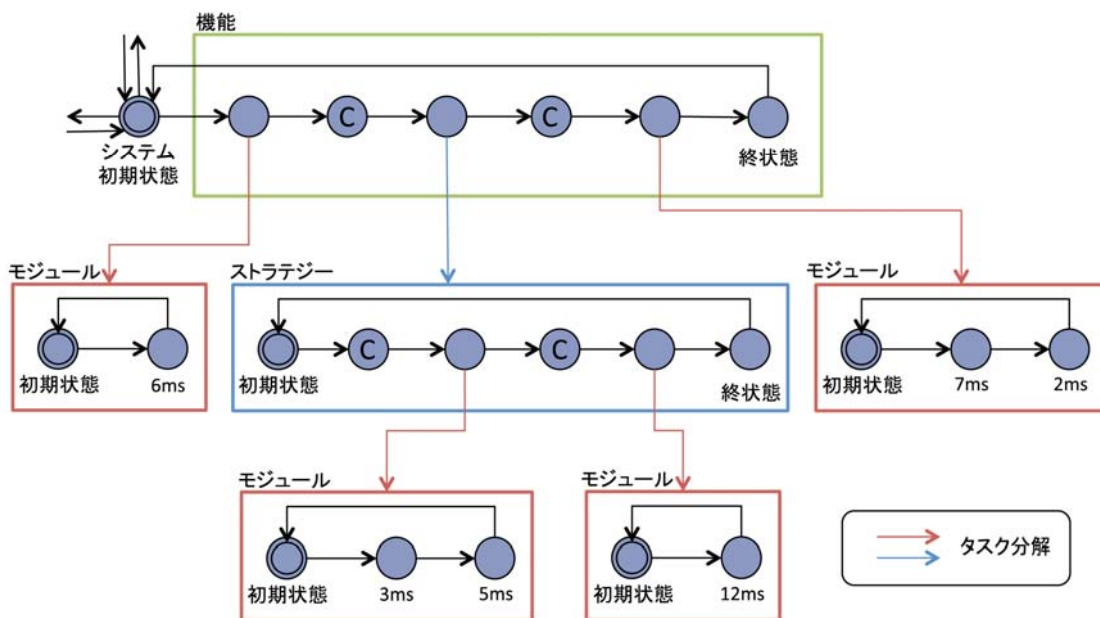 機能
C
C
システム
初期状態
終状態
モジュール
初期状態
6ms
ストラテジー
初期状態
C
C
終状態
モジュール
初期状態
7ms
2ms
モジュール
初期状態
3ms
5ms
モジュール
初期状態
12ms
タスク分解